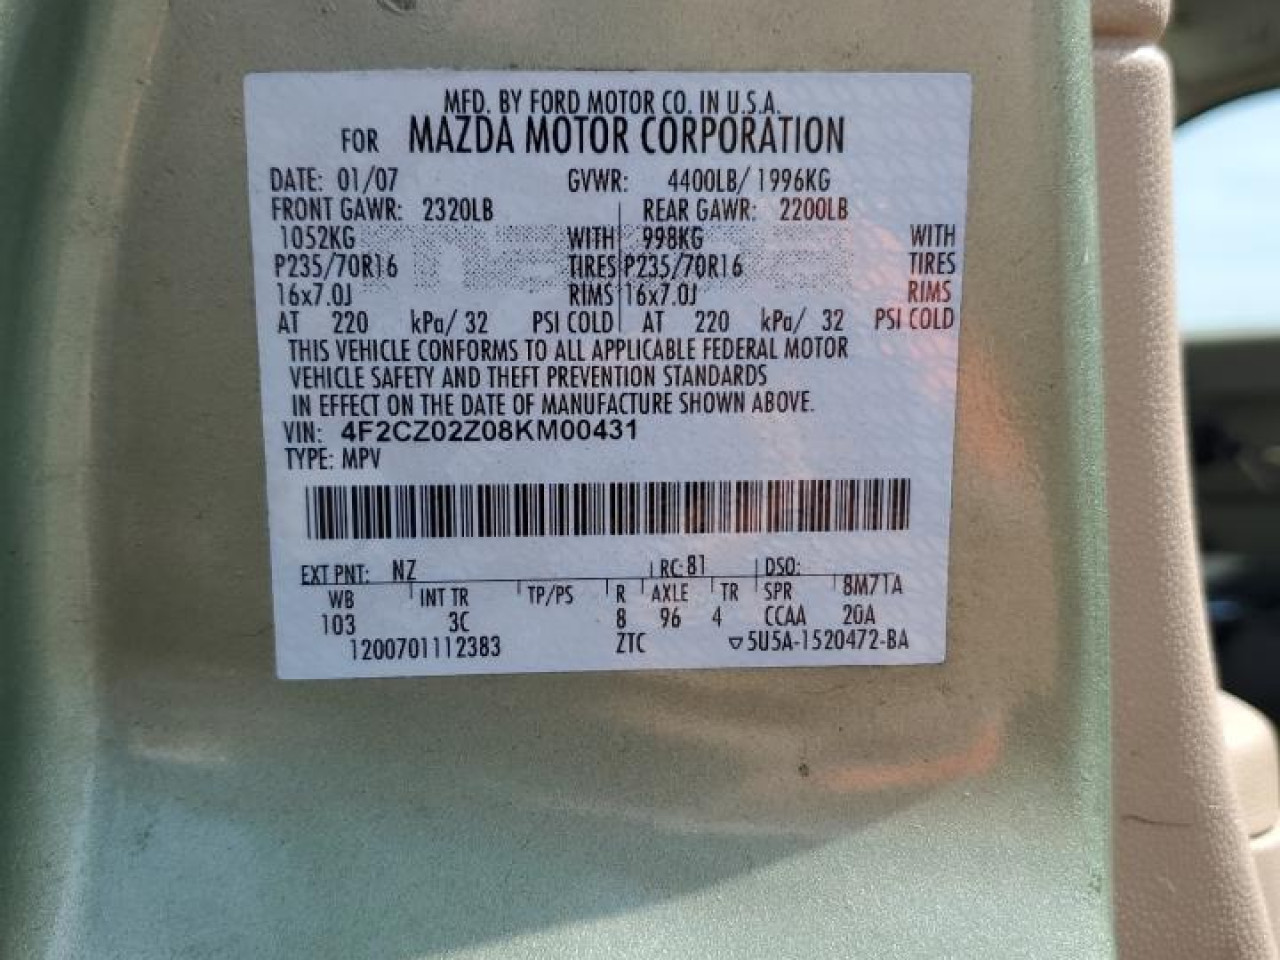 MFD. BY FORD MOTOR CO. IN U.S.A.
FOR MAZDA MOTOR CORPORATION
DATE: 01/07 GVWR: 4400LB/ 1996KG
FRONT GAWR: 2320LB REAR GAWR: 2200LB
1052KG WITH 998KG WITH
P235/70R16 TIRES P235/70R16 TIRES
16x7.0J RIMS 16x7.0J RIMS
AT 220 kPa/ 32 PSI COLD AT 220 kPa/ 32 PSI COLD
THIS VEHICLE CONFORMS TO ALL APPLICABLE FEDERAL MOTOR
VEHICLE SAFETY AND THEFT PREVENTION STANDARDS
IN EFFECT ON THE DATE OF MANUFACTURE SHOWN ABOVE.
VIN: 4F2CZ02Z08KM00431
TYPE: MPV
EXT PNT: NZ RC: 81 DSO:
WB INT TR TP/PS R AXLE TR SPR 8M71A
103 3C 8 96 4 CCAA 20A
1200701112383 ZTC ▽5U5A-1520472-BA